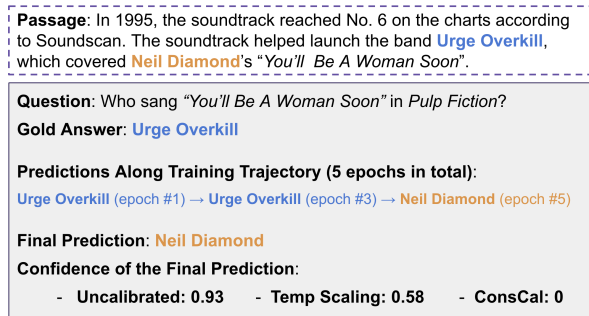 Passage: In 1995, the soundtrack reached No. 6 on the charts according
to Soundscan. The soundtrack helped launch the band Urge Overkill,
which covered Neil Diamond's “You'll Be A Woman Soon”.
Question: Who sang “You'll Be A Woman Soon” in Pulp Fiction?
Gold Answer: Urge Overkill
Predictions Along Training Trajectory (5 epochs in total):
Urge Overkill (epoch #1) → Urge Overkill (epoch #3) → Neil Diamond (epoch #5)
Final Prediction: Neil Diamond
Confidence of the Final Prediction:
- Uncalibrated: 0.93 - Temp Scaling: 0.58 - ConsCal: 0